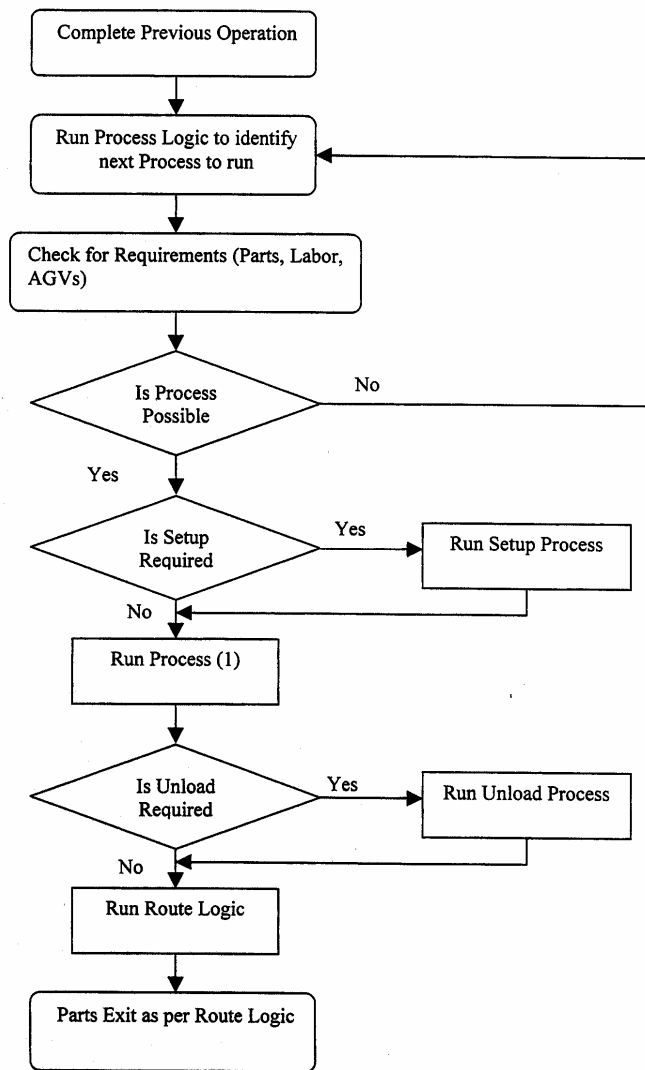 Complete Previous Operation
Run Process Logic to identify
next Process to run
Check for Requirements (Parts, Labor,
AGVs)
Is Process
Possible
No
Yes
Is Setup
Required
Yes
Run Setup Process
No
Run Process (1)
Is Unload
Required
Yes
Run Unload Process
No
Run Route Logic
Parts Exit as per Route Logic